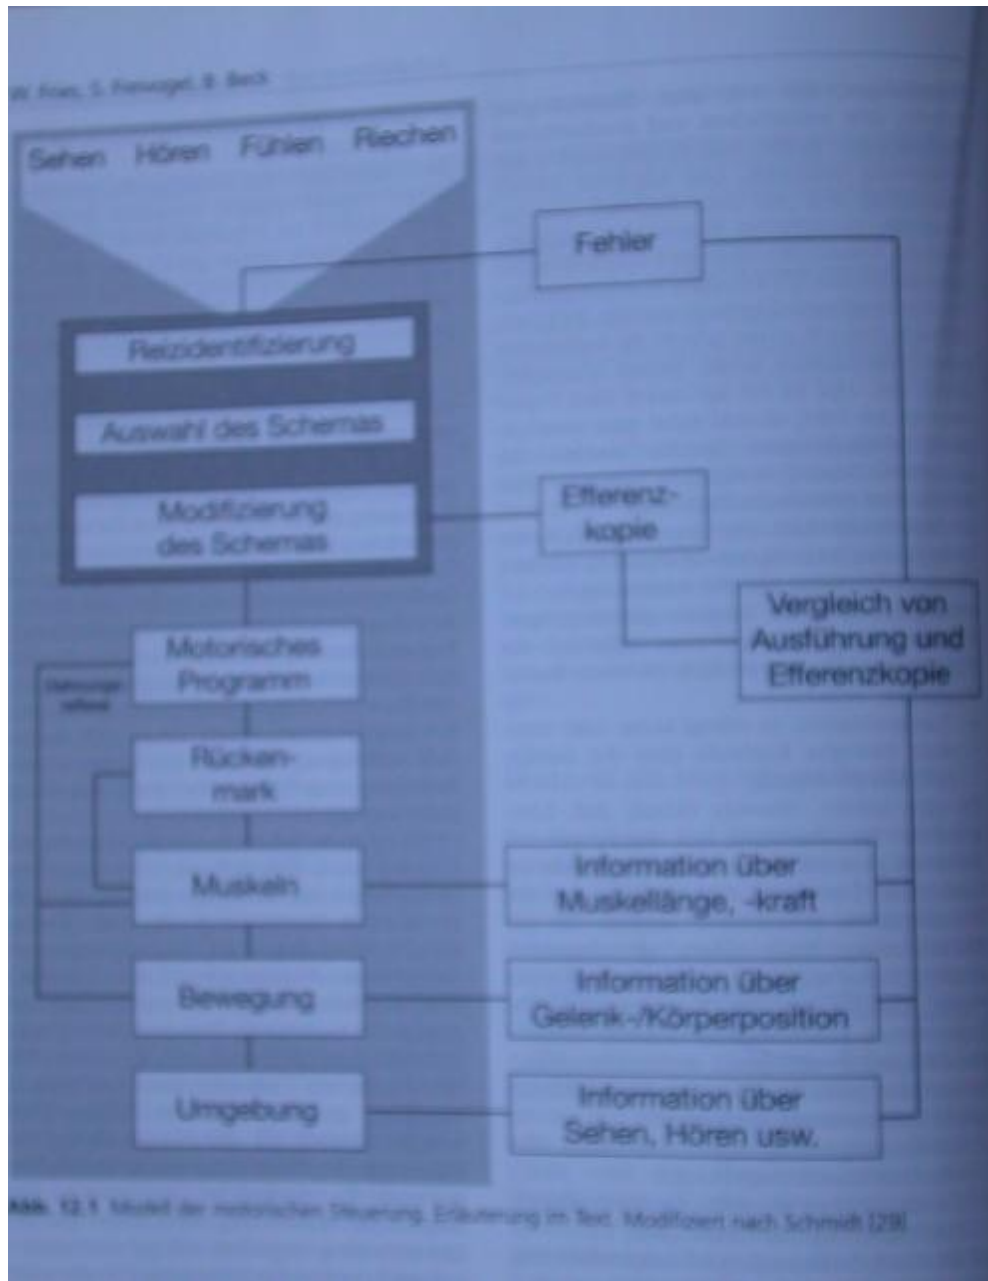 W. Fries, S. Freivogel, B. Beck
Sehen Hören Fühlen Riechen
Fehler
Reizidentifizierung
Auswahl des Schemas
Modifizierung
des Schemas
Efferenz-
kopie
Vergleich von
Ausführung und
Efferenzkopie
Motorisches
Programm
Rücken-
mark
Muskeln
Information über
Muskellänge, -kraft
Bewegung
Information über
Gelenk-/Körperposition
Umgebung
Information über
Sehen, Hören usw.
Abb. 12.1 Modell der motorischen Steuerung. Erläuterung im Text. Modifiziert nach Schmidt [29]